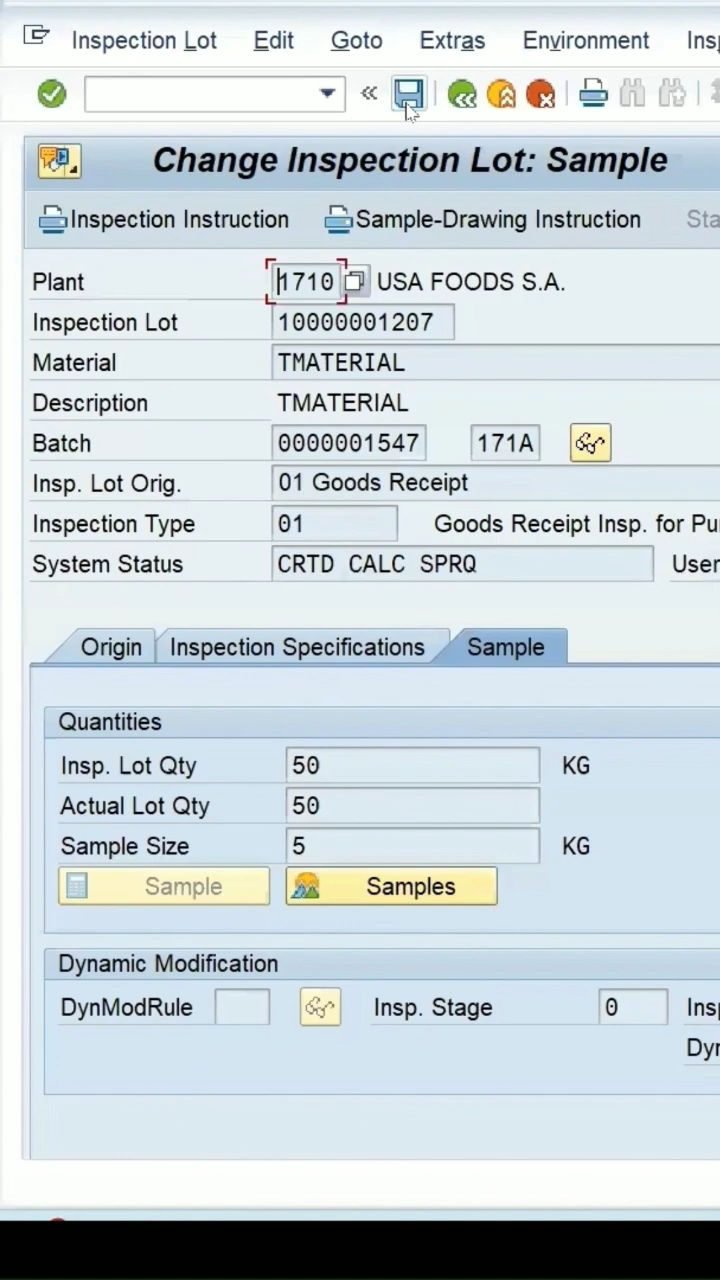 Inspection Lot Edit Goto Extras Environment
Change Inspection Lot: Sample
Inspection Instruction Sample-Drawing Instruction
Plant 1710 USA FOODS S.A.
Inspection Lot 10000001207
Material TMATERIAL
Description TMATERIAL
Batch 0000001547 171A
Insp. Lot Orig. 01 Goods Receipt
Inspection Type 01 Goods Receipt Insp. for
System Status CRTD CALC SPRQ User
Origin Inspection Specifications Sample
Quantities
Insp. Lot Qty 50 KG
Actual Lot Qty 50
Sample Size 5 KG
Sample Samples
Dynamic Modification
DynModRule Insp. Stage 0